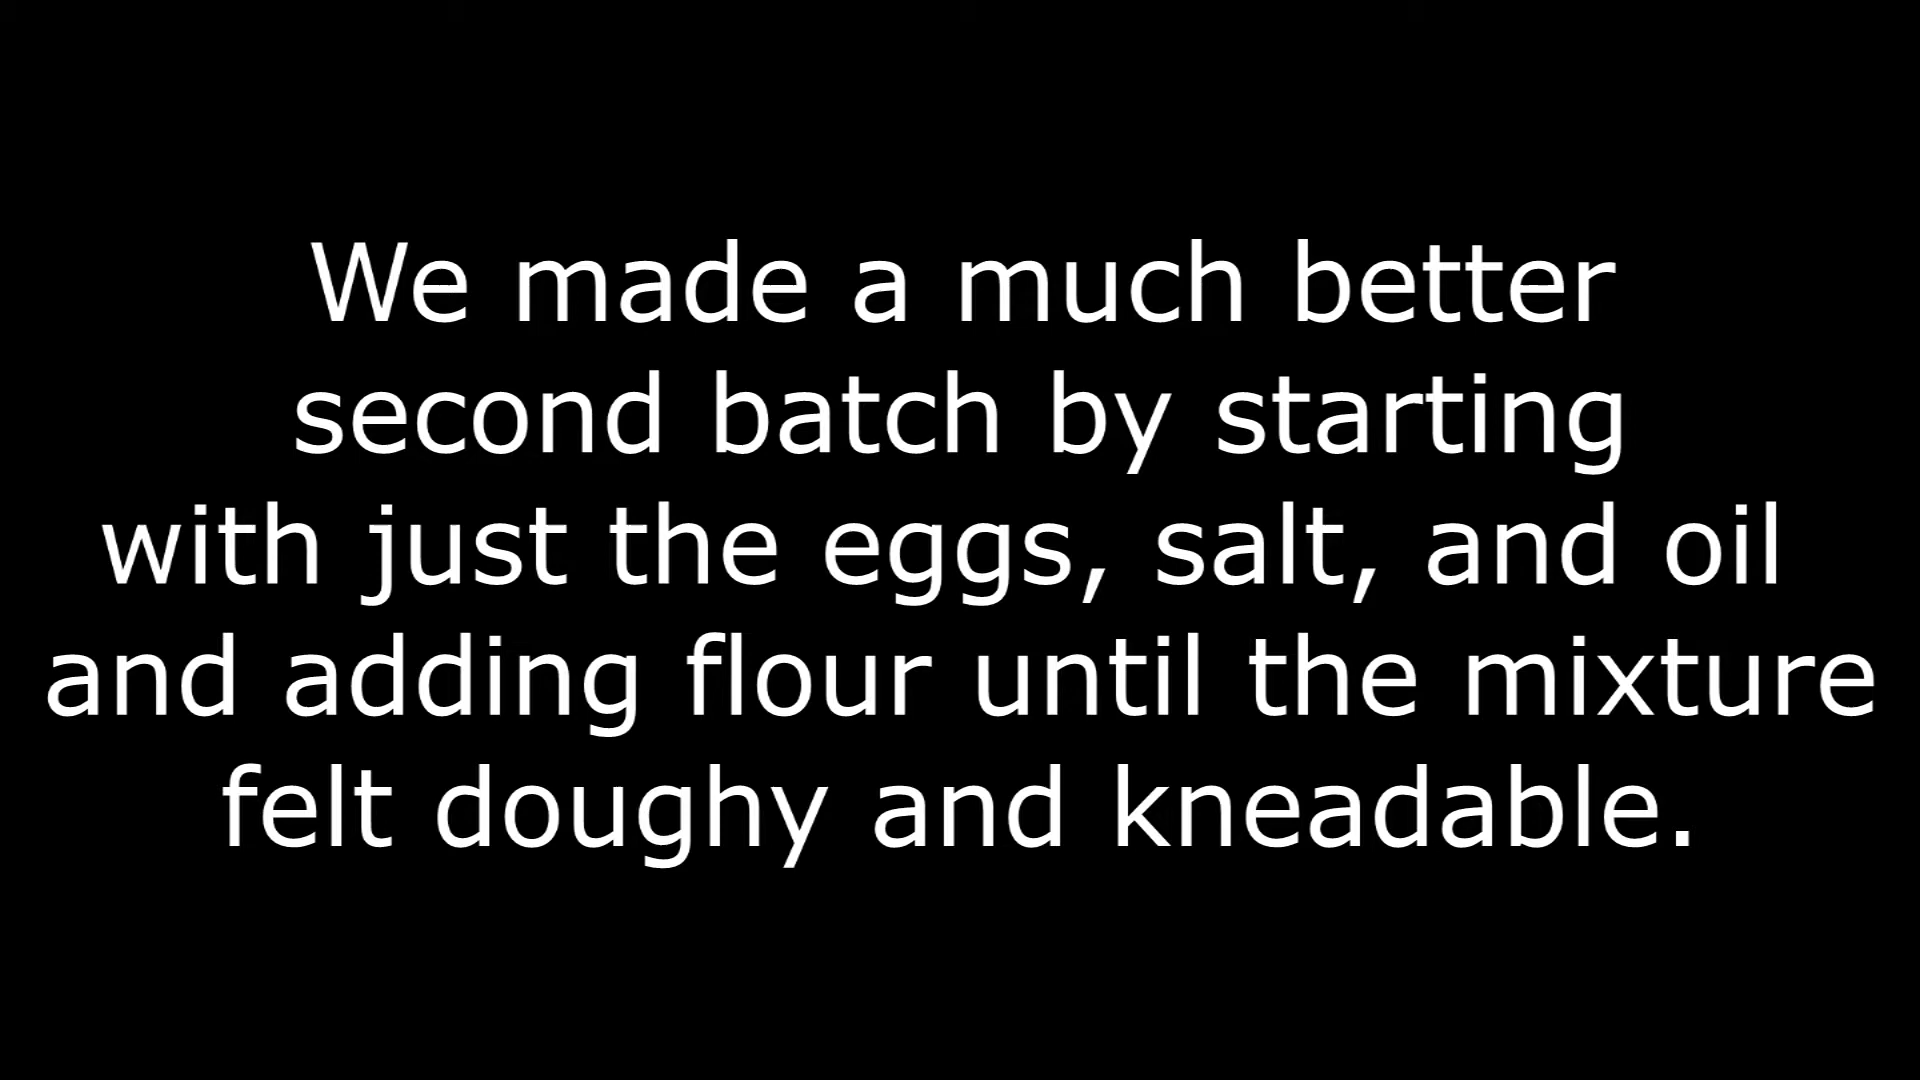 We made a much better
second batch by starting
with just the eggs, salt, and oil
and adding flour until the mixture
felt doughy and kneadable.